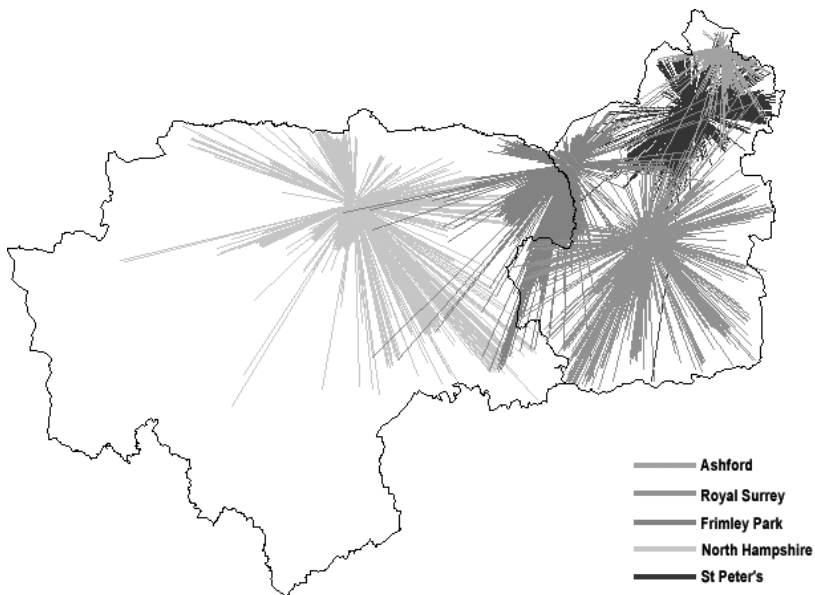 Ashford
Royal Surrey
Frimley Park
North Hampshire
St Peter's